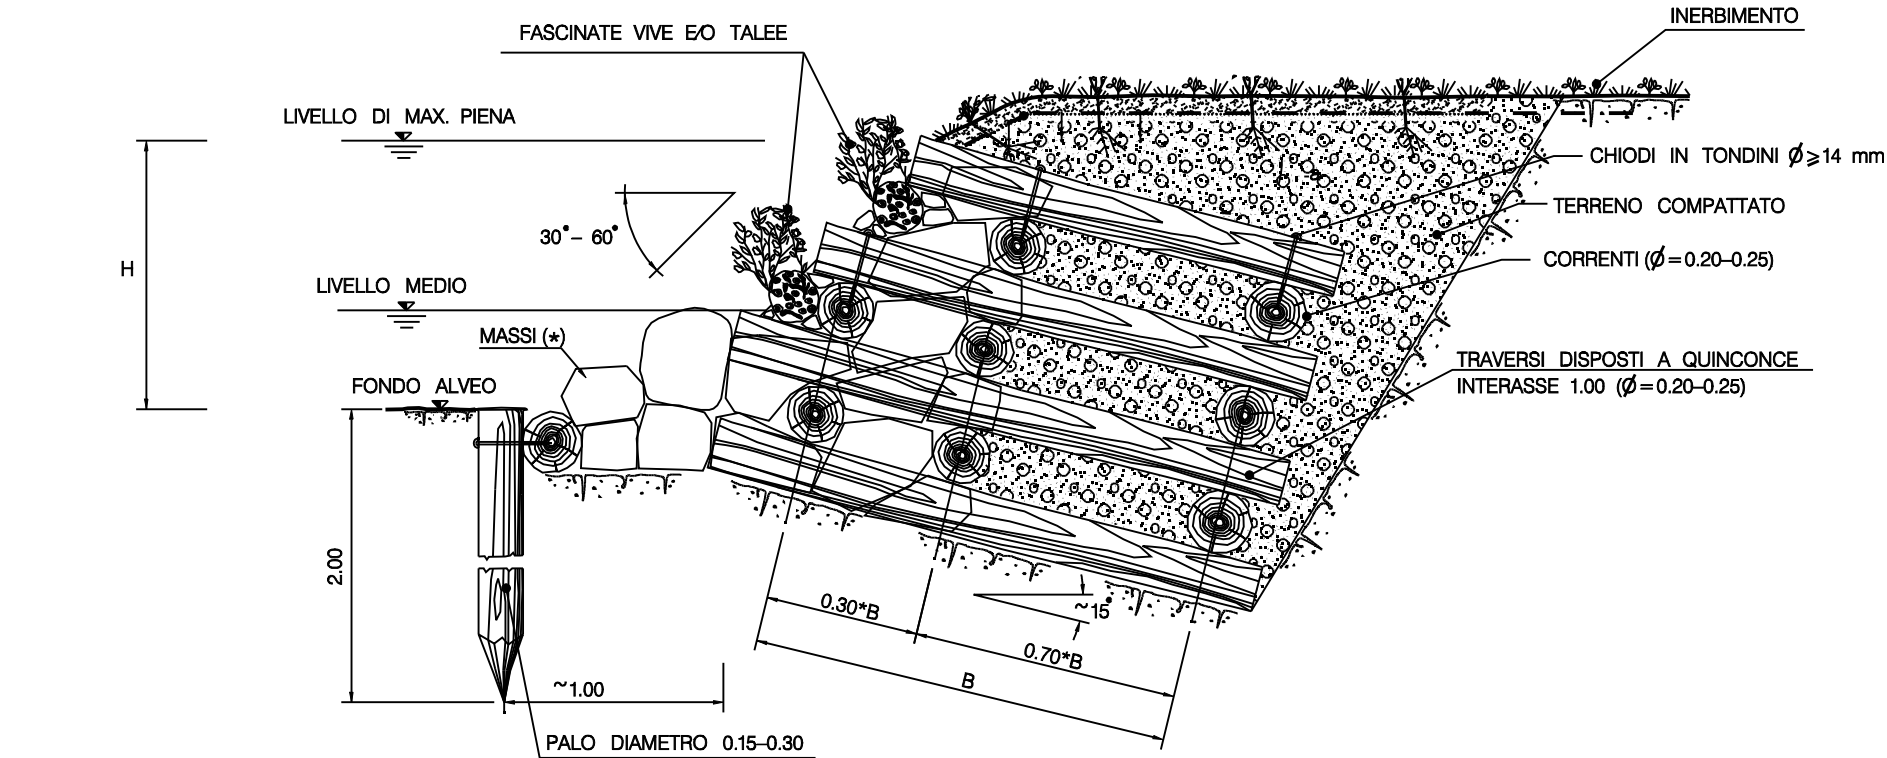 INERBIMENTO
FASCINATE VIVE E/O TALEE
LIVELLO DI MAX. PIENA
CHIODI IN TONDINI Ø⩾14 mm
TERRENO COMPATTATO
30°- 60°
CORRENTI (Ø=0.20-0.25)
H
LIVELLO MEDIO
MASSI (*)
TRAVERSI DISPOSTI A QUINCONCE
INTERASSE 1.00 (Ø=0.20-0.25)
FONDO ALVEO
2.00
0.30*B
~15°
0.70*B
B
~1.00
PALO DIAMETRO 0.15-0.30